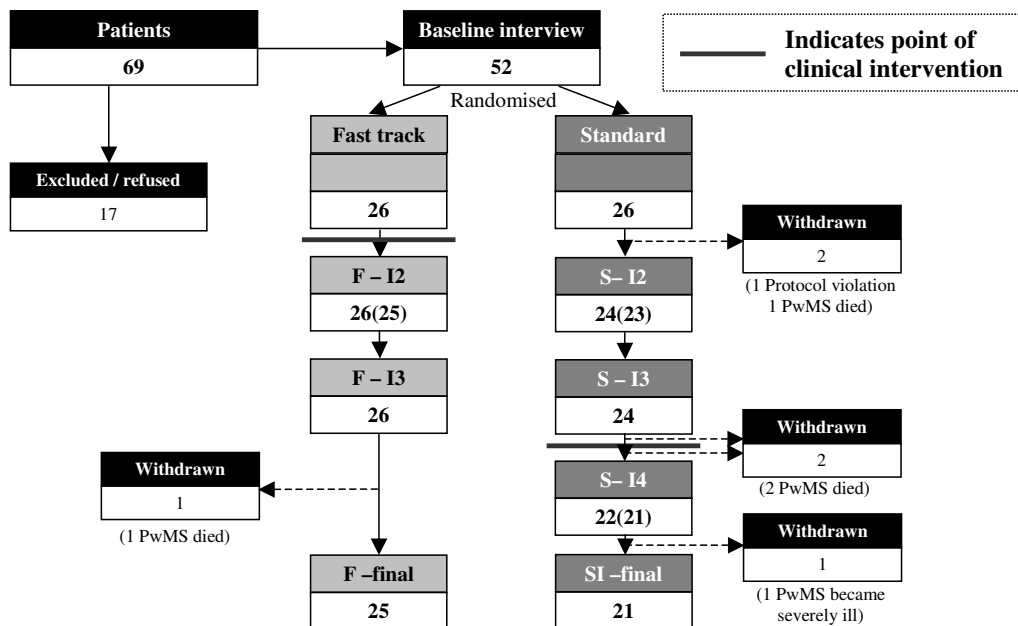 Patients
69
Baseline interview
52
Indicates point of
clinical intervention
Randomised
Excluded / refused
17
Fast track
26
Standard
26
Withdrawn
2
(1 Protocol violation
1 PwMS died)
F – I2
26(25)
S– I2
24(23)
F – I3
26
S – I3
24
Withdrawn
2
(2 PwMS died)
Withdrawn
1
(1 PwMS died)
S– I4
22(21)
Withdrawn
1
(1 PwMS became
severely ill)
F –final
25
SI –final
21